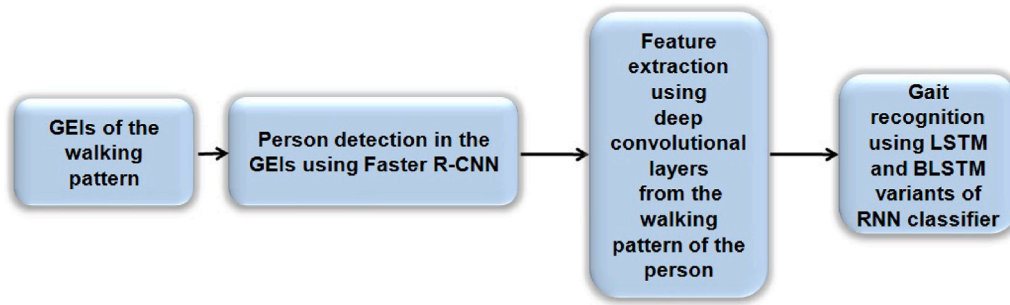 GEIs of the
walking
pattern
Person detection in the
GEIs using Faster R-CNN
Feature
extraction
using
deep
convolutional
layers
from the
walking
pattern of the
person
Gait
recognition
using LSTM
and BLSTM
variants of
RNN classifier